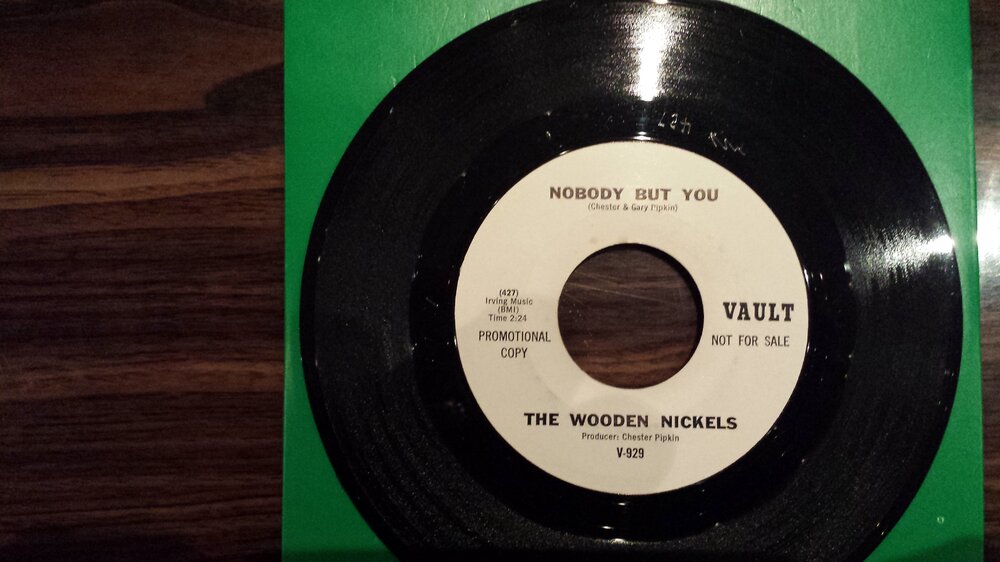 NOBODY BUT YOU
(Chester & Gary Pipkin)
(427)
Irving Music
(BMI)
Time 2:24
PROMOTIONAL
COPY
VAULT
NOT FOR SALE
THE WOODEN NICKELS
Producer: Chester Pipkin
V-929